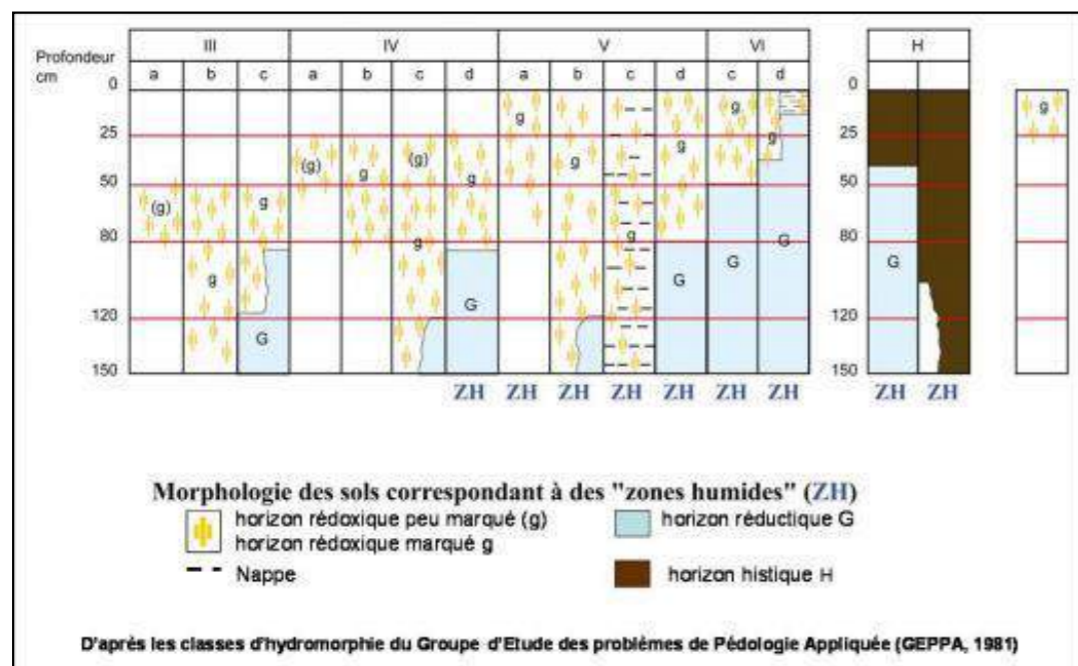 III IV V VI H
Profondeur
cm
a b c a b c d a b c d c d
0 0
g g g
g
25 25
(g) (g) g g
g g g
50 50
(g) g
80 80
g g
G G G G
G
120 120
G
150 150
ZH ZH ZH ZH ZH ZH ZH ZH ZH
Morphologie des sols correspondant à des "zones humides" (ZH)
horizon rédoxique peu marqué (g)
horizon réductique G
horizon rédoxique marqué g
Nappe
horizon histique H
D'après les classes d'hydromorphie du Groupe d'Etude des problèmes de Pédologie Appliquée (GEPPA, 1981)